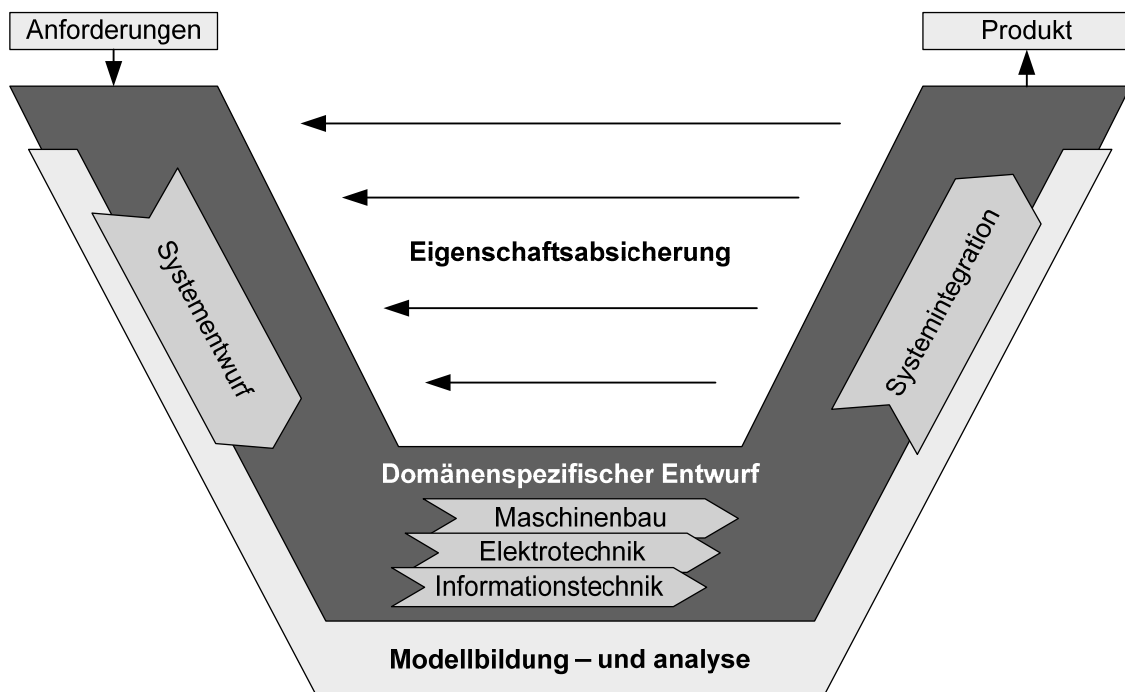 Anforderungen
Produkt
Eigenschaftsabsicherung
Systementwurf
Systemintegration
Domänenspezifischer Entwurf
Maschinenbau
Elektrotechnik
Informationstechnik
Modellbildung – und analyse